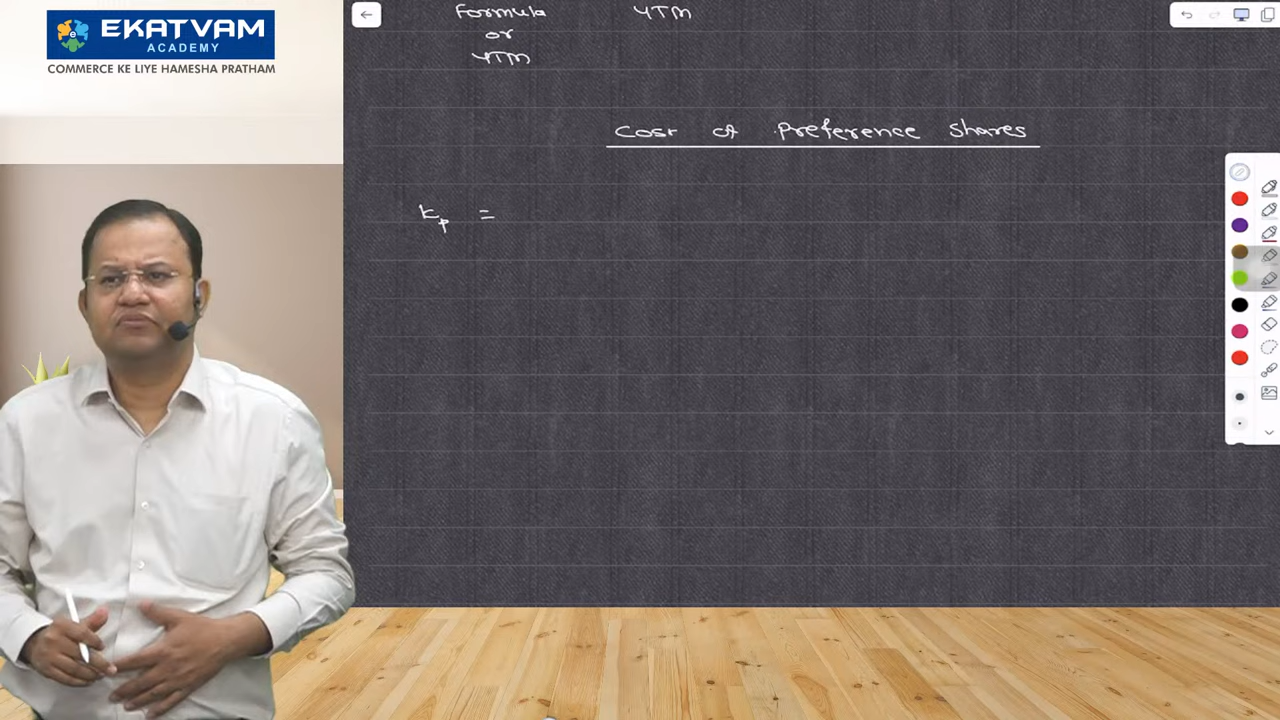 EKATVAM
ACADEMY
COMMERCE KE LIYE HAMESHA PRATHAM
Formula YTM
or
YTM
Cost of Preference Shares
Kp =